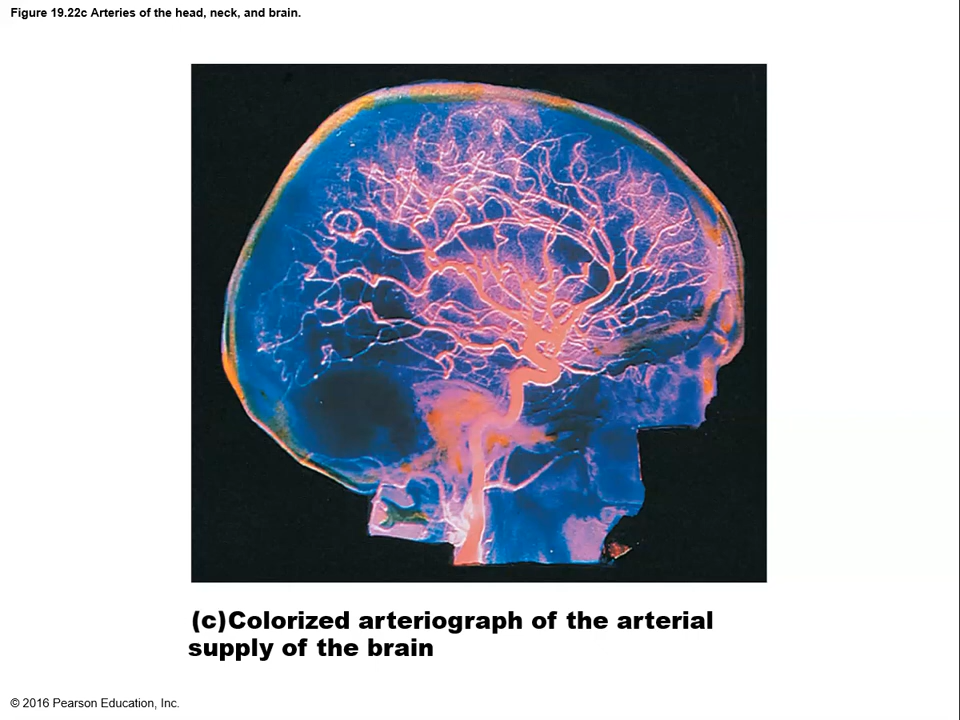 Figure 19.22c Arteries of the head, neck, and brain.
(c)Colorized arteriograph of the arterial
supply of the brain
© 2016 Pearson Education, Inc.